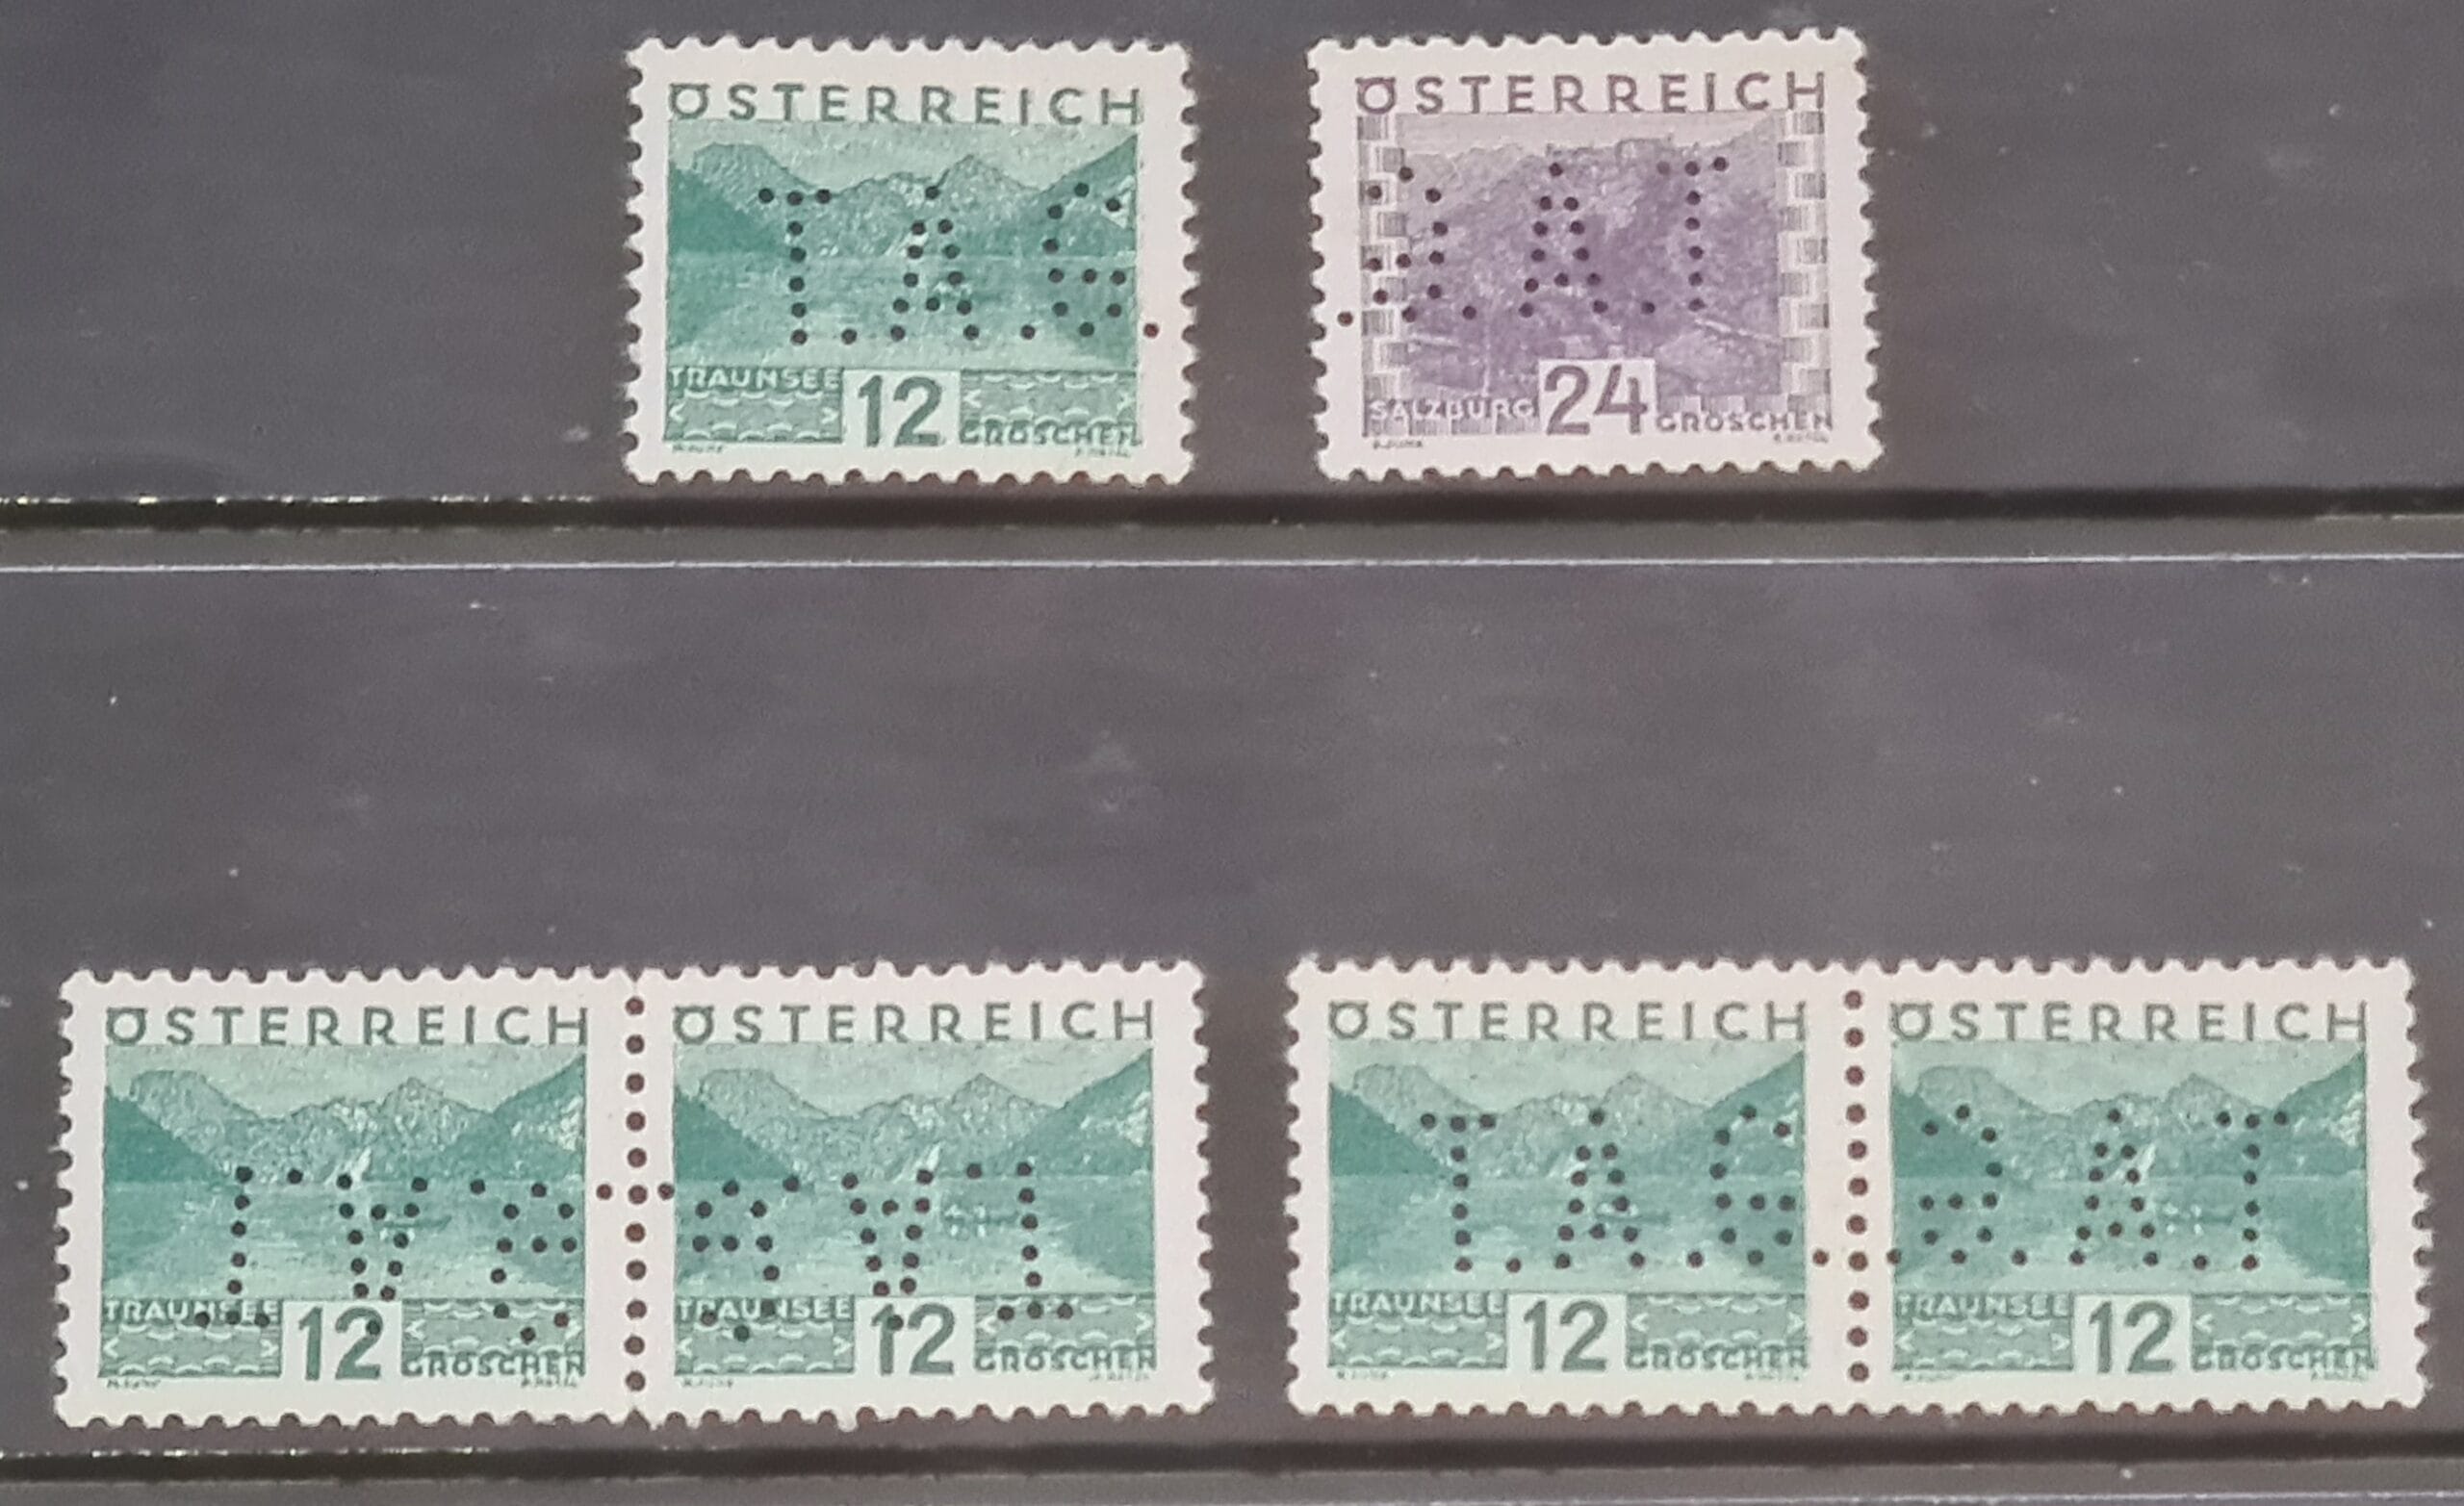 ÖSTERREICH
T.A.G.
TRAUNSEE 12 GROSCHEN
ÖSTERREICH
T.A.G.
SALZBURG 24 GROSCHEN
ÖSTERREICH
T.A.G.
TRAUNSEE 12 GROSCHEN
ÖSTERREICH
T.A.G.
TRAUNSEE 12 GROSCHEN
ÖSTERREICH
T.A.G.
TRAUNSEE 12 GROSCHEN
ÖSTERREICH
T.A.G.
TRAUNSEE 12 GROSCHEN